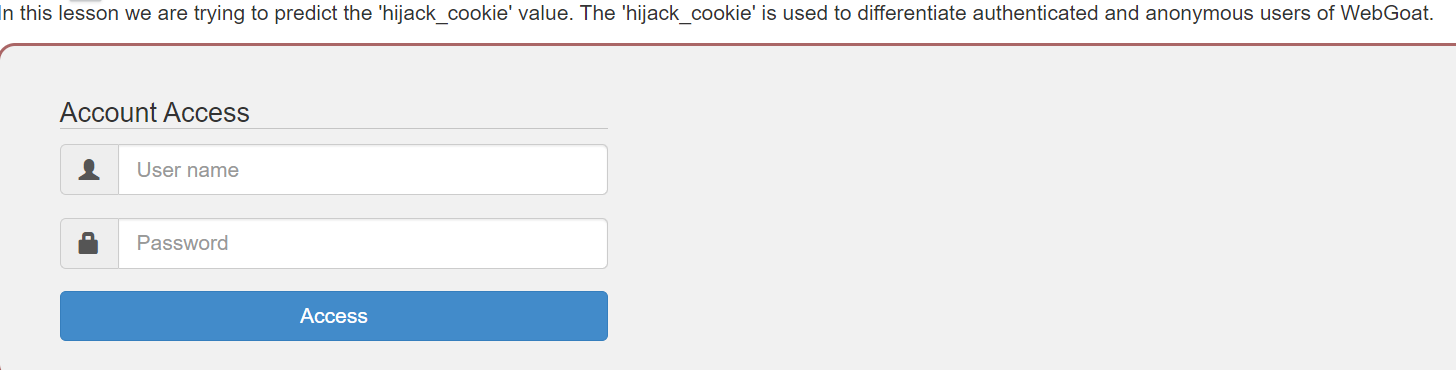 In this lesson we are trying to predict the 'hijack_cookie' value. The 'hijack_cookie' is used to differentiate authenticated and anonymous users of WebGoat.
Account Access
User name
Password
Access